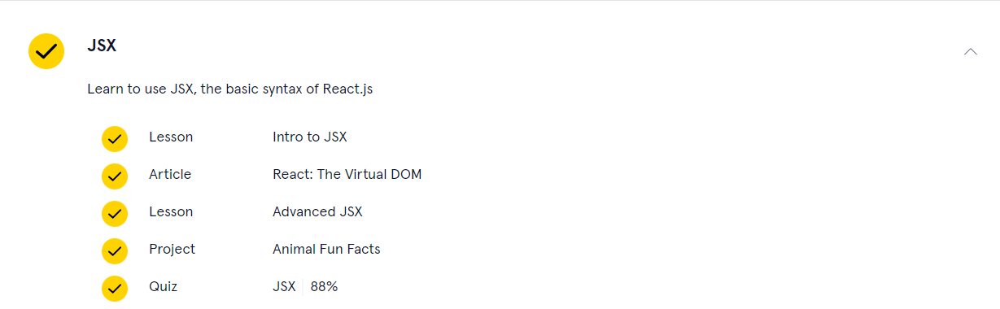 JSX
Learn to use JSX, the basic syntax of React.js
Lesson Intro to JSX
Article React: The Virtual DOM
Lesson Advanced JSX
Project Animal Fun Facts
Quiz JSX 88%